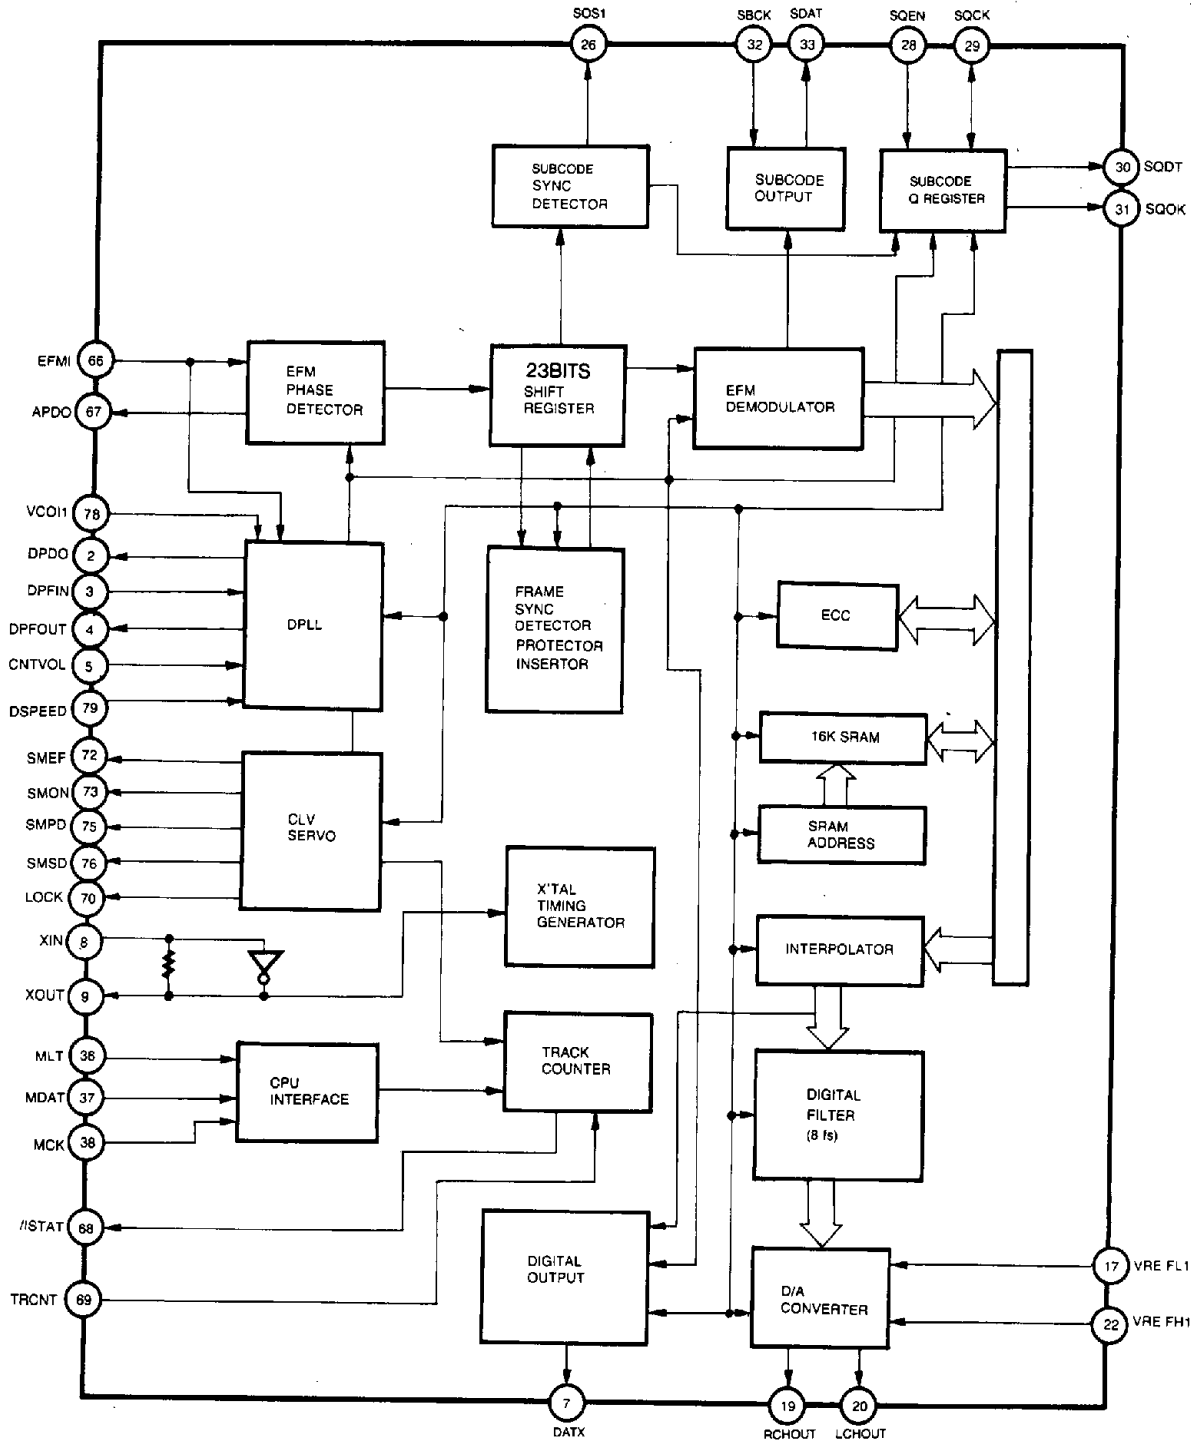 SOS1
SBCK
SDAT
SQEN
SQCK
26
32
33
28
29
SUBCODE
SYNC
DETECTOR
SUBCODE
OUTPUT
SUBCODE
Q REGISTER
30
SQDT
31
SQOK
EFMI
66
APDO
67
EFM
PHASE
DETECTOR
23BITS
SHIFT
REGISTER
EFM
DEMODULATOR
VCOI1
78
DPDO
2
DPFIN
3
DPFOUT
4
CNTVOL
5
DSPEED
79
DPLL
FRAME
SYNC
DETECTOR
PROTECTOR
INSERTOR
ECC
16K SRAM
SRAM
ADDRESS
SMEF
72
SMON
73
SMPD
75
SMSD
76
LOCK
70
CLV
SERVO
X'TAL
TIMING
GENERATOR
INTERPOLATOR
XIN
8
XOUT
9
MLT
36
MDAT
37
MCK
38
CPU
INTERFACE
TRACK
COUNTER
DIGITAL
FILTER
(8 fs)
/ISTAT
68
TRCNT
69
DIGITAL
OUTPUT
D/A
CONVERTER
17
VRE FL1
22
VRE FH1
7
DATX
19
RCHOUT
20
LCHOUT